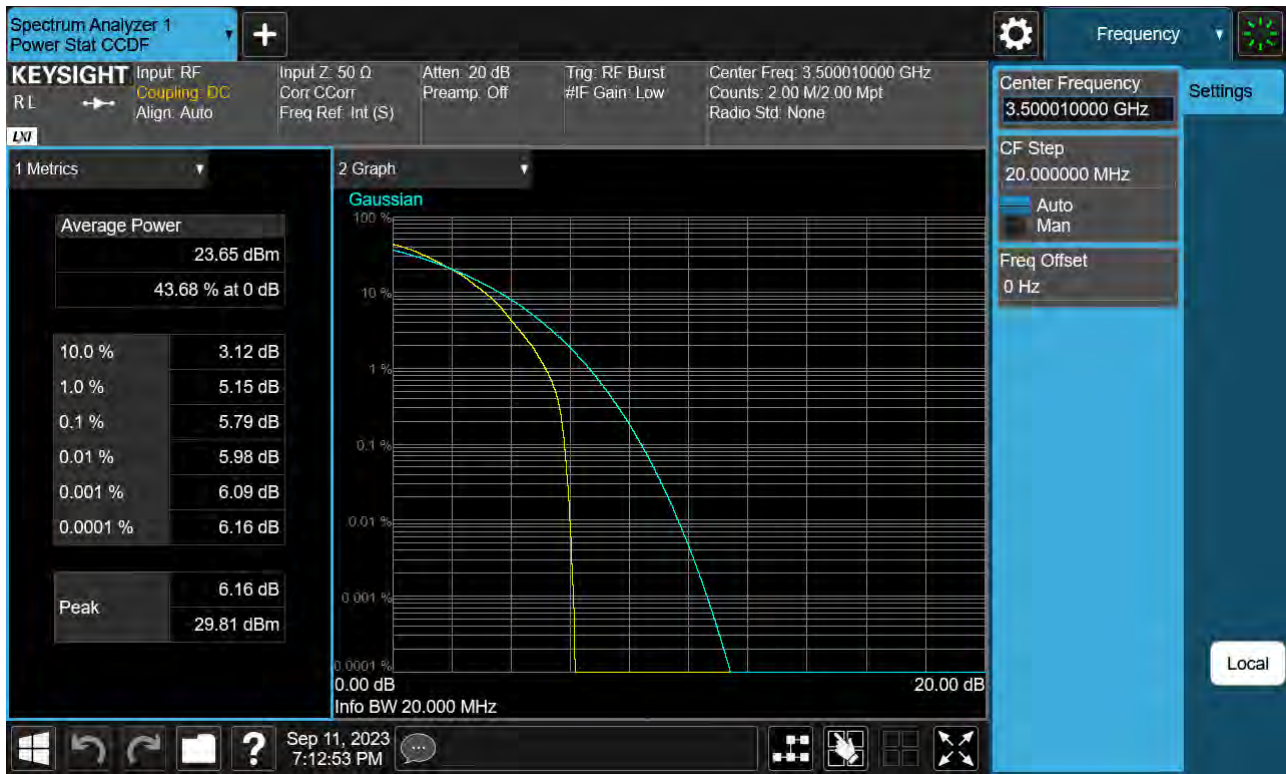 Spectrum Analyzer 1
Power Stat CCDF
Frequency
KEYSIGHT
RL
LXI
Input: RF
Coupling: DC
Align: Auto
Input Z: 50 Ω
Corr CCorr
Freq Ref: Int (S)
Atten: 20 dB
Preamp: Off
Trig: RF Burst
#IF Gain: Low
Center Freq: 3.500010000 GHz
Counts: 2.00 M/2.00 Mpt
Radio Std: None
1 Metrics
Average Power
23.65 dBm
43.68 % at 0 dB
10.0 % 3.12 dB
1.0 % 5.15 dB
0.1 % 5.79 dB
0.01 % 5.98 dB
0.001 % 6.09 dB
0.0001 % 6.16 dB
Peak
6.16 dB
29.81 dBm
2 Graph
Gaussian
100 %
10 %
1 %
0.1 %
0.01 %
0.001 %
0.0001 %
0.00 dB 20.00 dB
Info BW 20.000 MHz
Center Frequency
3.500010000 GHz
CF Step
20.000000 MHz
Auto
Man
Freq Offset
0 Hz
Settings
Local
?
Sep 11, 2023
7:12:53 PM